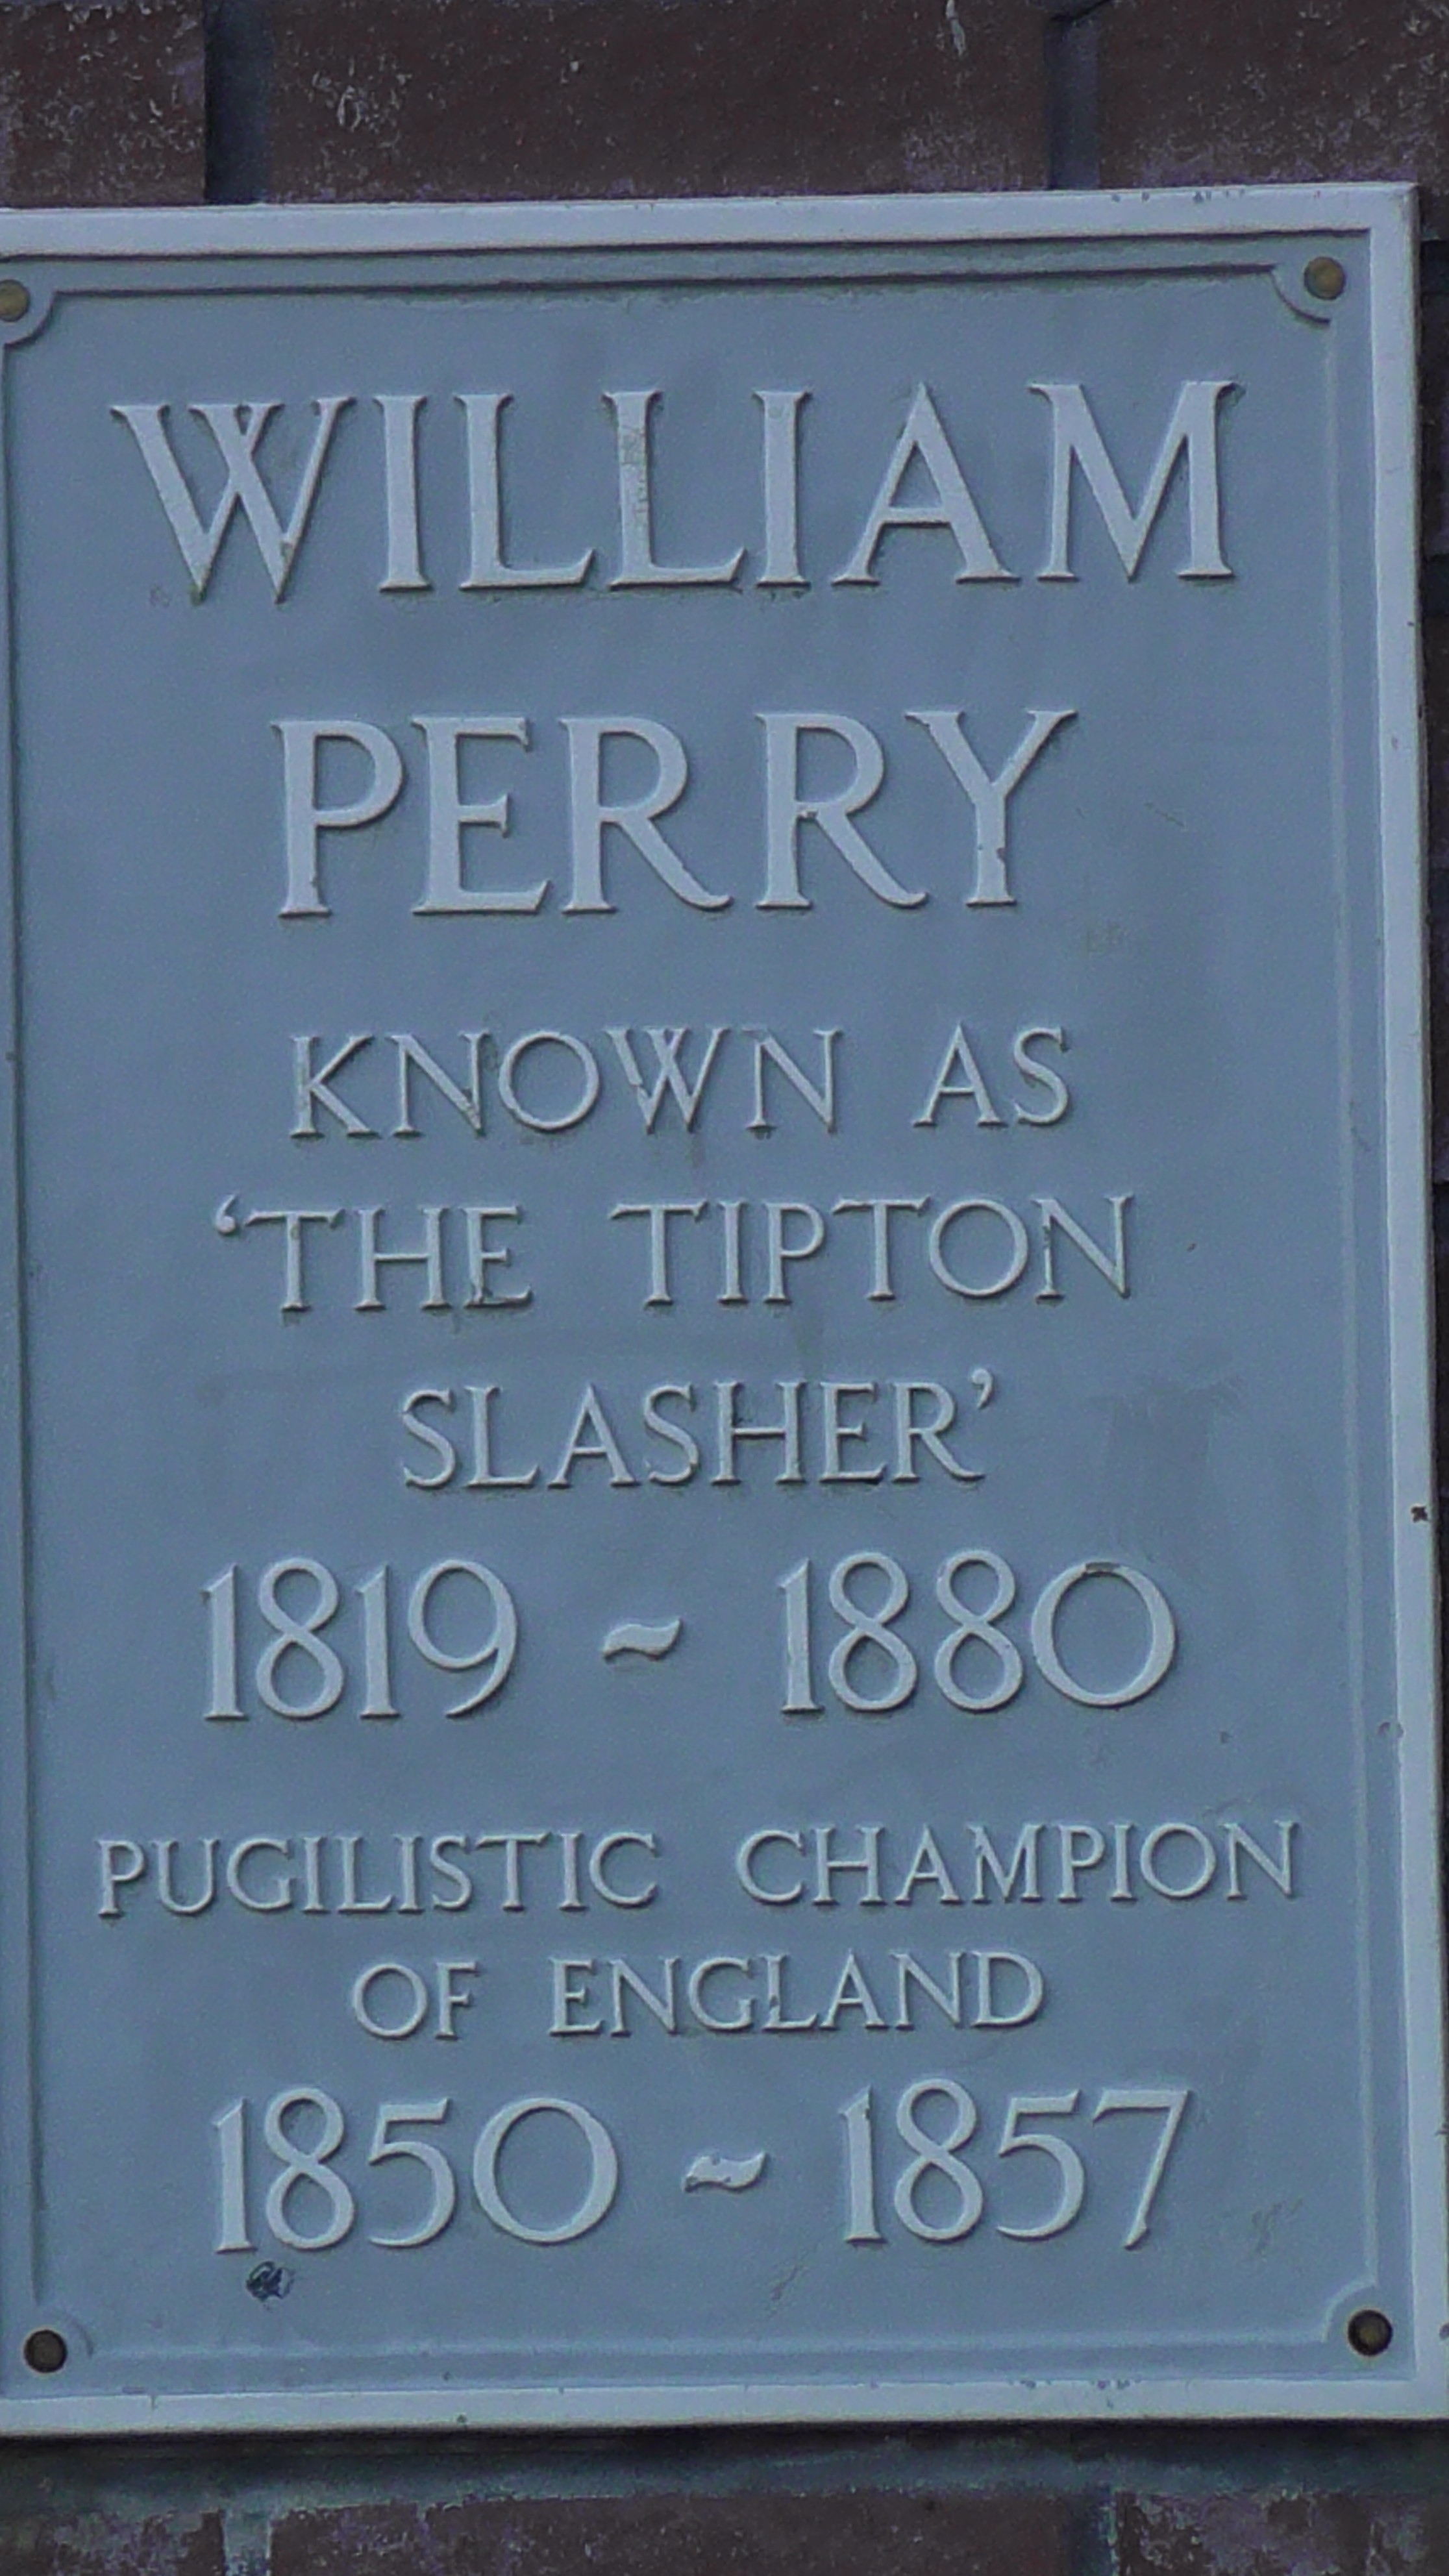 WILLIAM
PERRY
KNOWN AS
‘THE TIPTON
SLASHER’
1819 ~ 1880
PUGILISTIC CHAMPION
OF ENGLAND
1850 ~ 1857